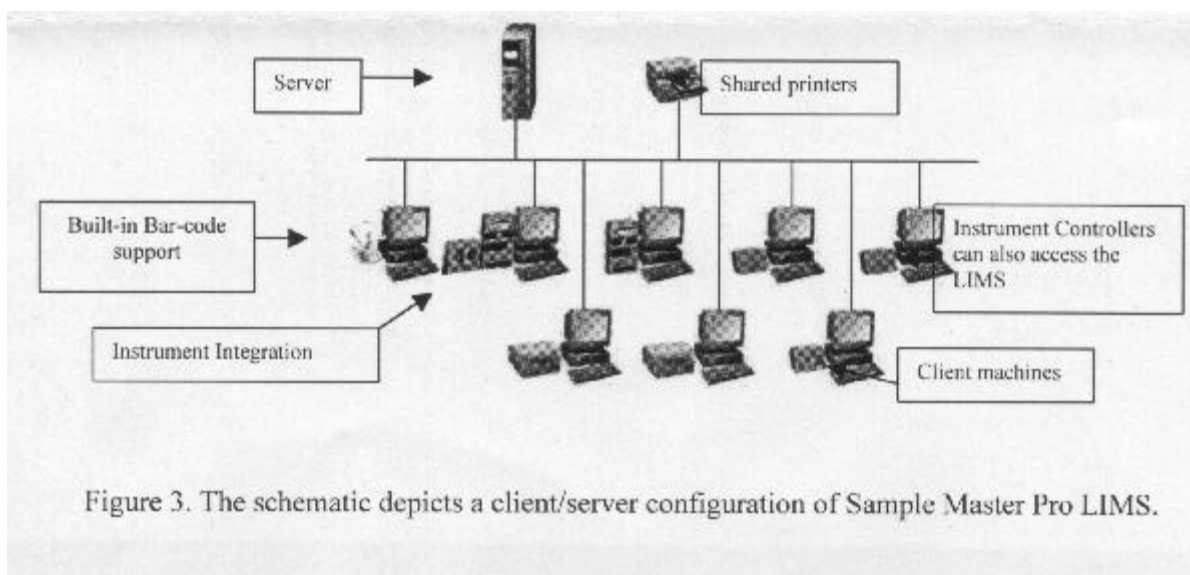 Server
Shared printers
Built-in Bar-code
support
Instrument Controllers
can also access the
LIMS
Instrument Integration
Client machines
Figure 3. The schematic depicts a client/server configuration of Sample Master Pro LIMS.